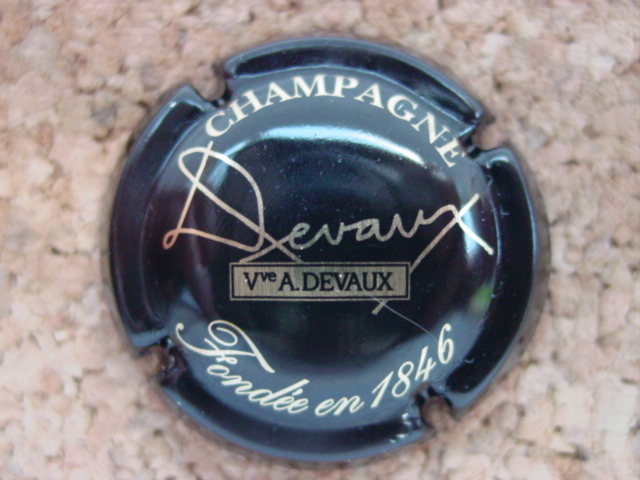 CHAMPAGNE
Devaux
Vve A. DEVAUX
Fondée en 1846